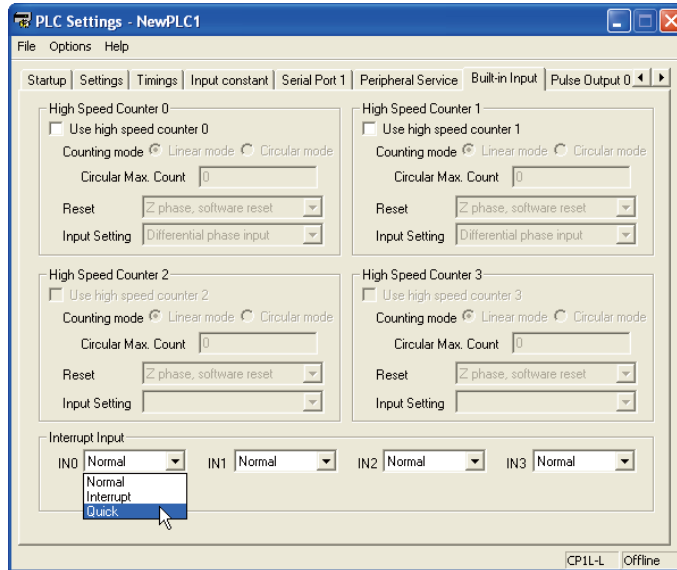 PLC Settings - NewPLC1
File Options Help
Startup Settings Timings Input constant Serial Port 1 Peripheral Service Built-in Input Pulse Output 0
High Speed Counter 0
Use high speed counter 0
Counting mode Linear mode Circular mode
Circular Max. Count 0
Reset Z phase, software reset
Input Setting Differential phase input
High Speed Counter 1
Use high speed counter 1
Counting mode Linear mode Circular mode
Circular Max. Count 0
Reset Z phase, software reset
Input Setting Differential phase input
High Speed Counter 2
Use high speed counter 2
Counting mode Linear mode Circular mode
Circular Max. Count 0
Reset Z phase, software reset
Input Setting
High Speed Counter 3
Use high speed counter 3
Counting mode Linear mode Circular mode
Circular Max. Count 0
Reset Z phase, software reset
Input Setting
Interrupt Input
IN0 Normal IN1 Normal IN2 Normal IN3 Normal
Normal
Interrupt
Quick
CP1L-L Offline